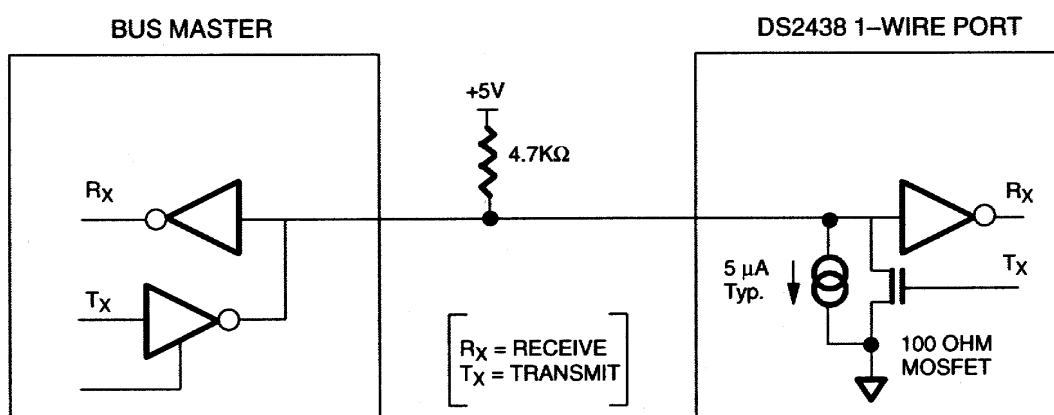 BUS MASTER
DS2438 1–WIRE PORT
+5V
4.7KΩ
RX
TX
RX
TX
5 µA
Typ.
100 OHM
MOSFET
RX = RECEIVE
TX = TRANSMIT